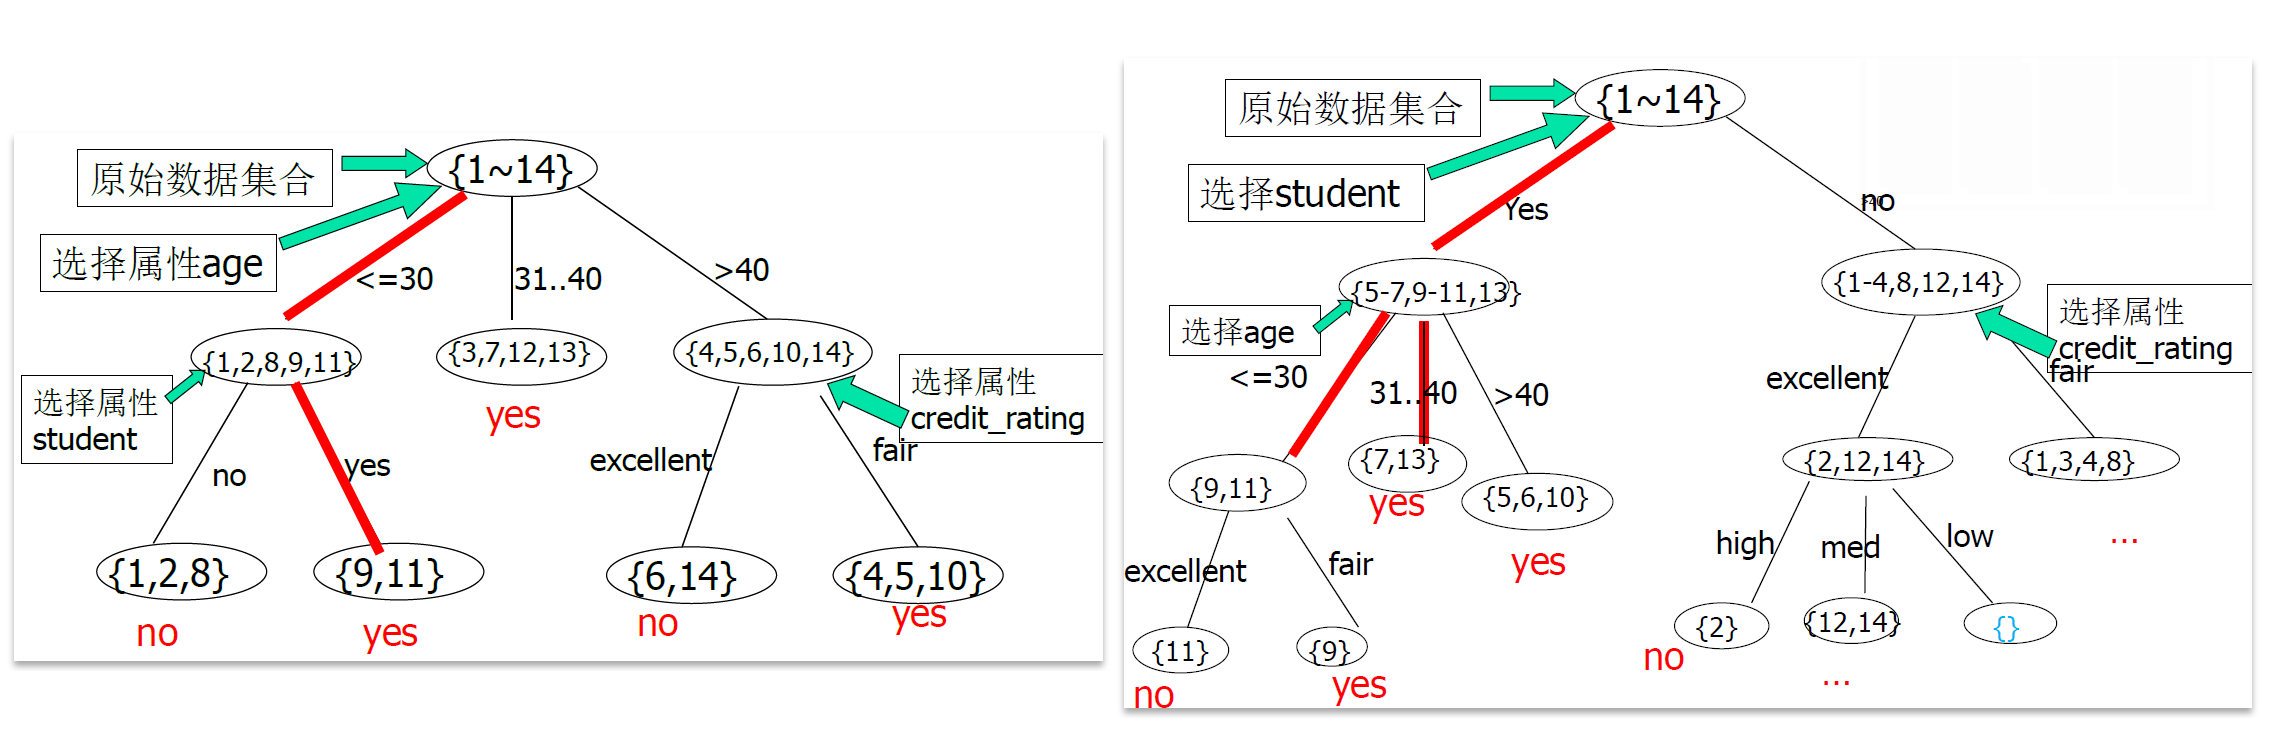 原始数据集合
{1~14}
选择属性age
<=30
31..40
>40
{1,2,8,9,11}
{3,7,12,13}
{4,5,6,10,14}
选择属性
student
yes
选择属性
credit_rating
no
yes
excellent
fair
{1,2,8}
{9,11}
{6,14}
{4,5,10}
no
yes
no
yes
原始数据集合
{1~14}
选择student
Yes
no
>40
{5-7,9-11,13}
{1-4,8,12,14}
选择age
选择属性
credit_rating
<=30
31..40
>40
excellent
fair
{9,11}
{7,13}
{5,6,10}
{2,12,14}
{1,3,4,8}
yes
yes
excellent
fair
high
med
low
...
{11}
{9}
{2}
{12,14}
{}
no
yes
no
...